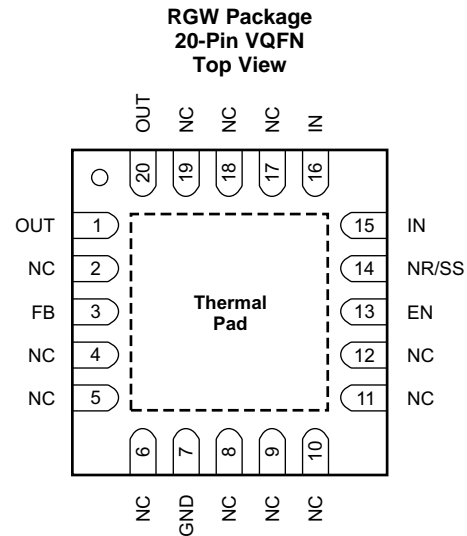 RGW Package
20-Pin VQFN
Top View
OUT NC NC NC IN
20 19 18 17 16
OUT 1 15 IN
NC 2 14 NR/SS
FB 3 13 EN
NC 4 12 NC
NC 5 11 NC
Thermal
Pad
6 7 8 9 10
NC GND NC NC NC